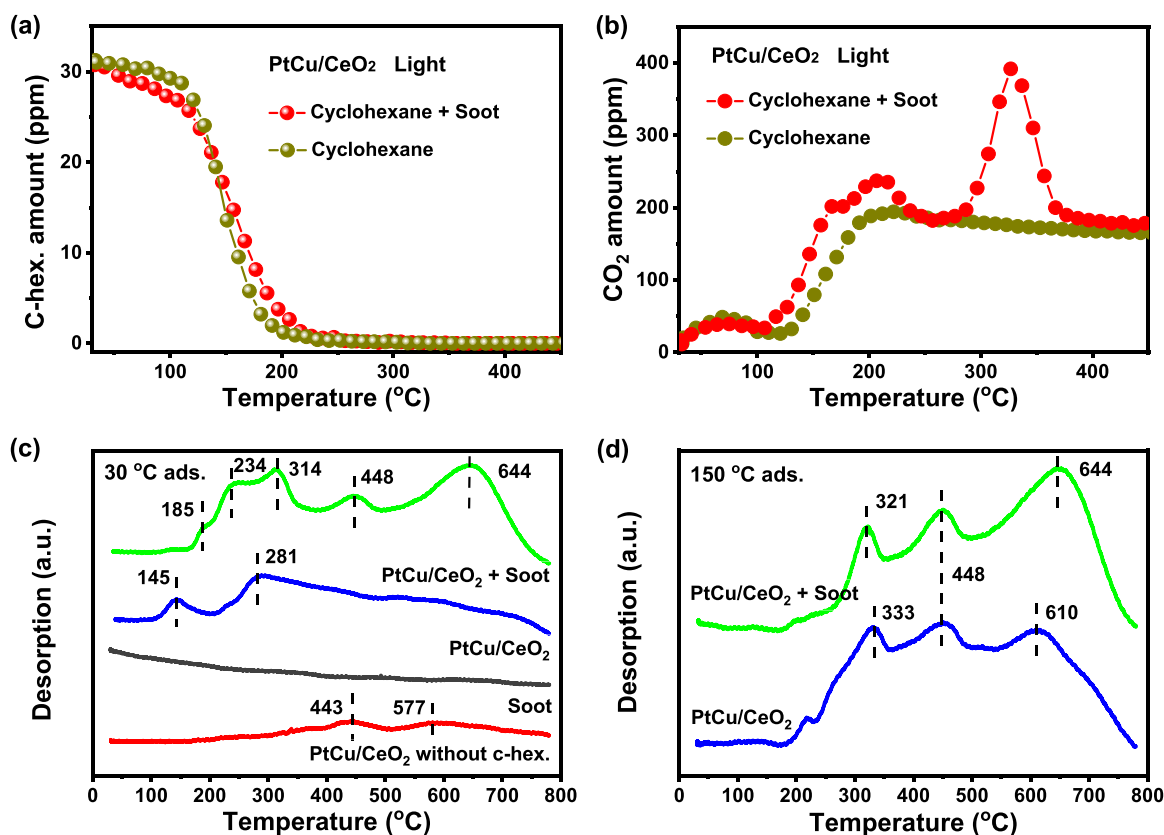 (a)
PtCu/CeO₂ Light
Cyclohexane + Soot
Cyclohexane
C-hex. amount (ppm)
30
20
10
0
100
200
300
400
Temperature (°C)
(b)
PtCu/CeO₂ Light
Cyclohexane + Soot
Cyclohexane
CO₂ amount (ppm)
400
300
200
100
0
100
200
300
400
Temperature (°C)
(c)
30 °C ads.
185
234
314
448
644
PtCu/CeO₂ + Soot
145
281
PtCu/CeO₂
Soot
443
577
PtCu/CeO₂ without c-hex.
Desorption (a.u.)
0 100 200 300 400 500 600 700 800
Temperature (°C)
(d)
150 °C ads.
321
644
448
PtCu/CeO₂ + Soot
333
610
PtCu/CeO₂
Desorption (a.u.)
0 100 200 300 400 500 600 700 800
Temperature (°C)